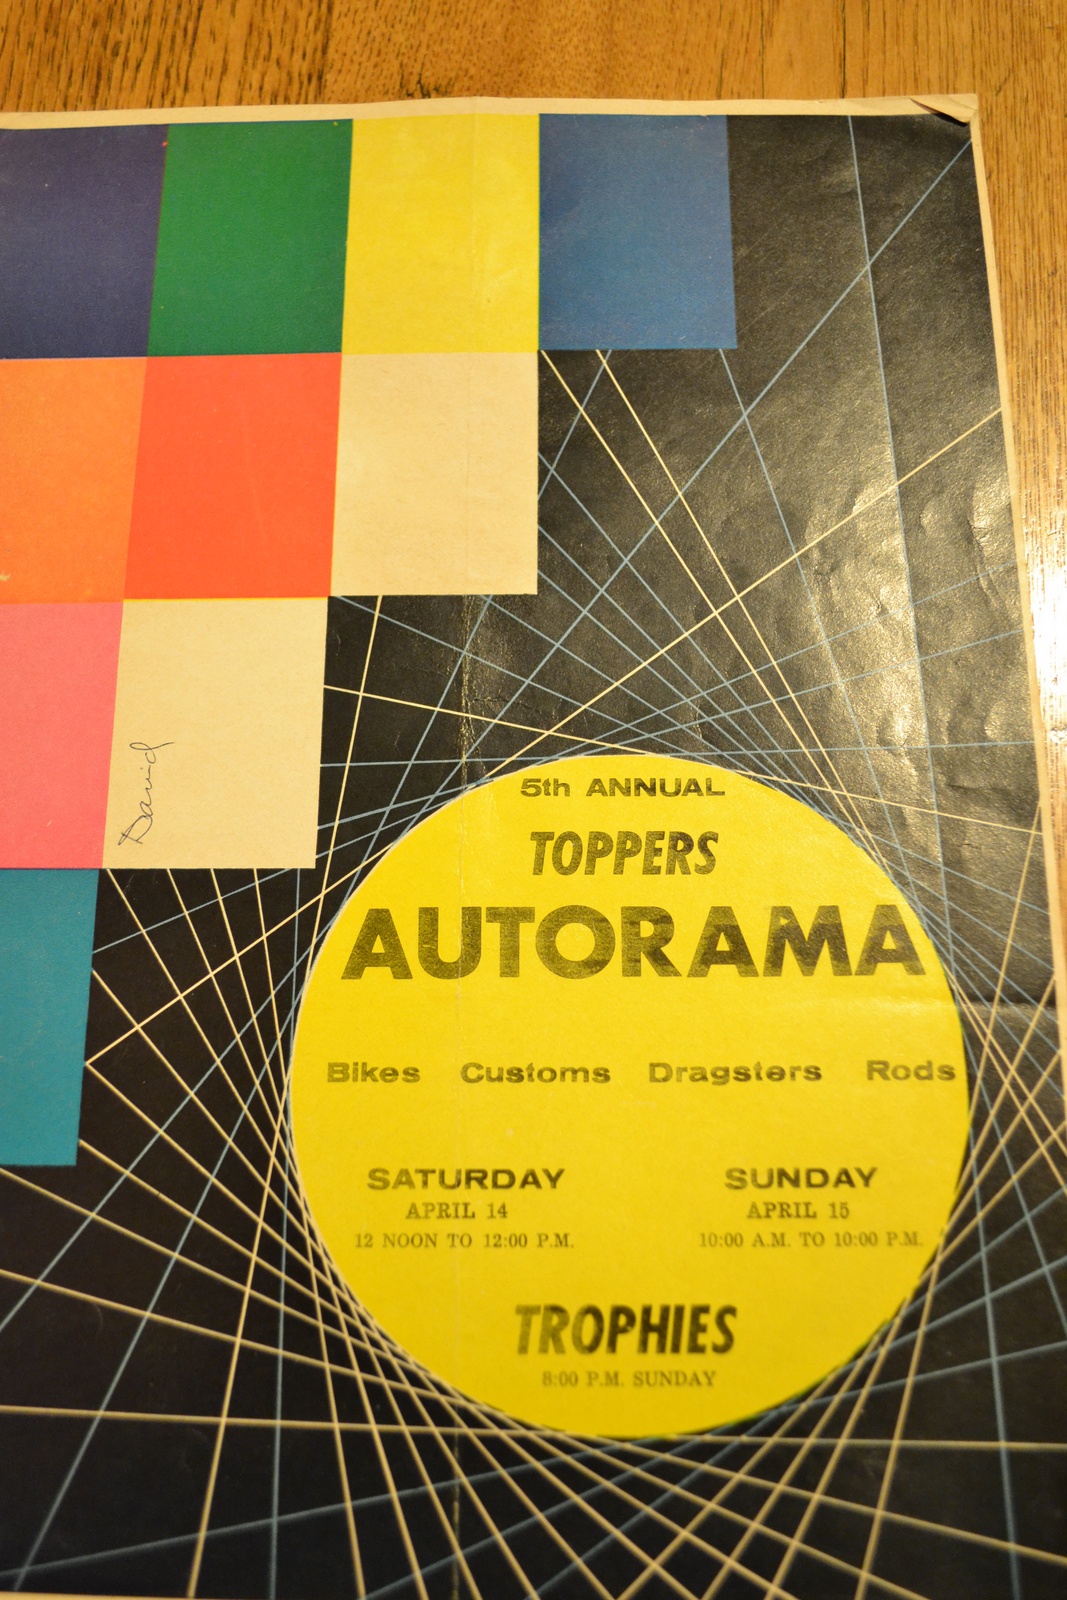 David
5th ANNUAL
TOPPERS
AUTORAMA
Bikes Customs Dragsters Rods
SATURDAY SUNDAY
APRIL 14 APRIL 15
12 NOON TO 12:00 P.M. 10:00 A.M. TO 10:00 P.M.
TROPHIES
8:00 P.M. SUNDAY